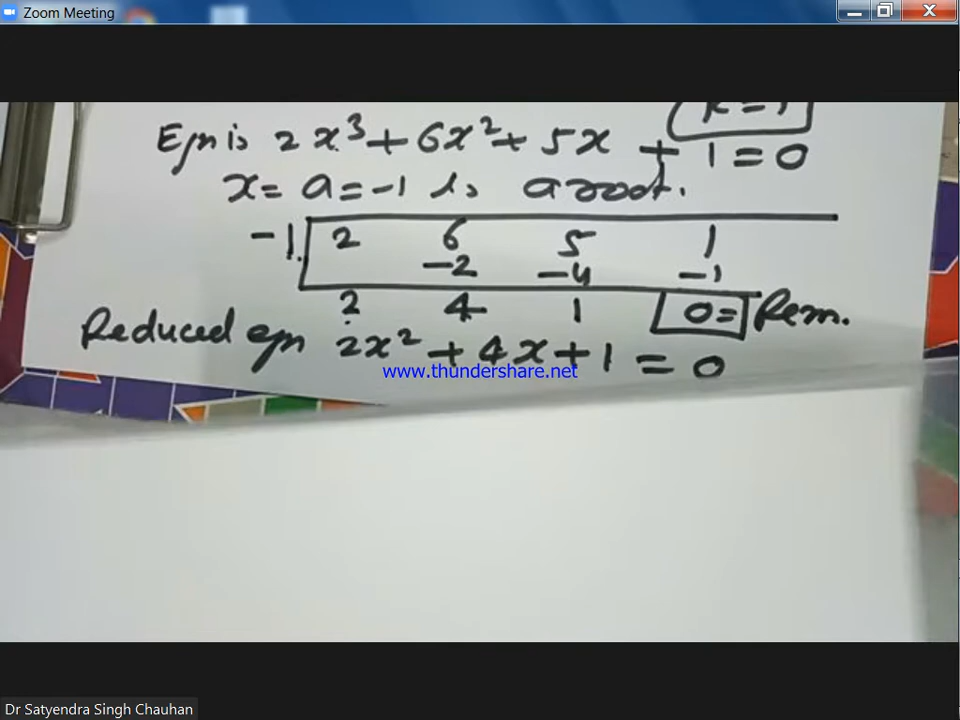 Zoom Meeting
k=1
Eqn is 2x³+6x²+5x+1=0
x=a=-1 is a root.
-1 2 6 5 1
-2 -4 -1
2 4 1 0=Rem.
Reduced eqn 2x²+4x+1=0
www.thundershare.net
Dr Satyendra Singh Chauhan